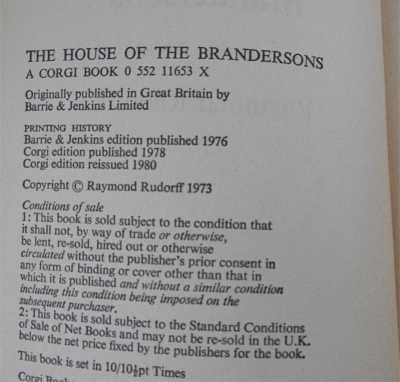 THE HOUSE OF THE BRANDERSONS
A CORGI BOOK 0 552 11653 X
Originally published in Great Britain by
Barrie & Jenkins Limited
PRINTING HISTORY
Barrie & Jenkins edition published 1976
Corgi edition published 1978
Corgi edition reissued 1980
Copyright © Raymond Rudorff 1973
Conditions of sale
1: This book is sold subject to the condition that
it shall not, by way of trade or otherwise,
be lent, re-sold, hired out or otherwise
circulated without the publisher's prior consent in
any form of binding or cover other than that in
which it is published and without a similar condition
including this condition being imposed on the
subsequent purchaser.
2: This book is sold subject to the Standard Conditions
of Sale of Net Books and may not be re-sold in the U.K.
below the net price fixed by the publishers for the book.
This book is set in 10/10½pt Times
Corgi